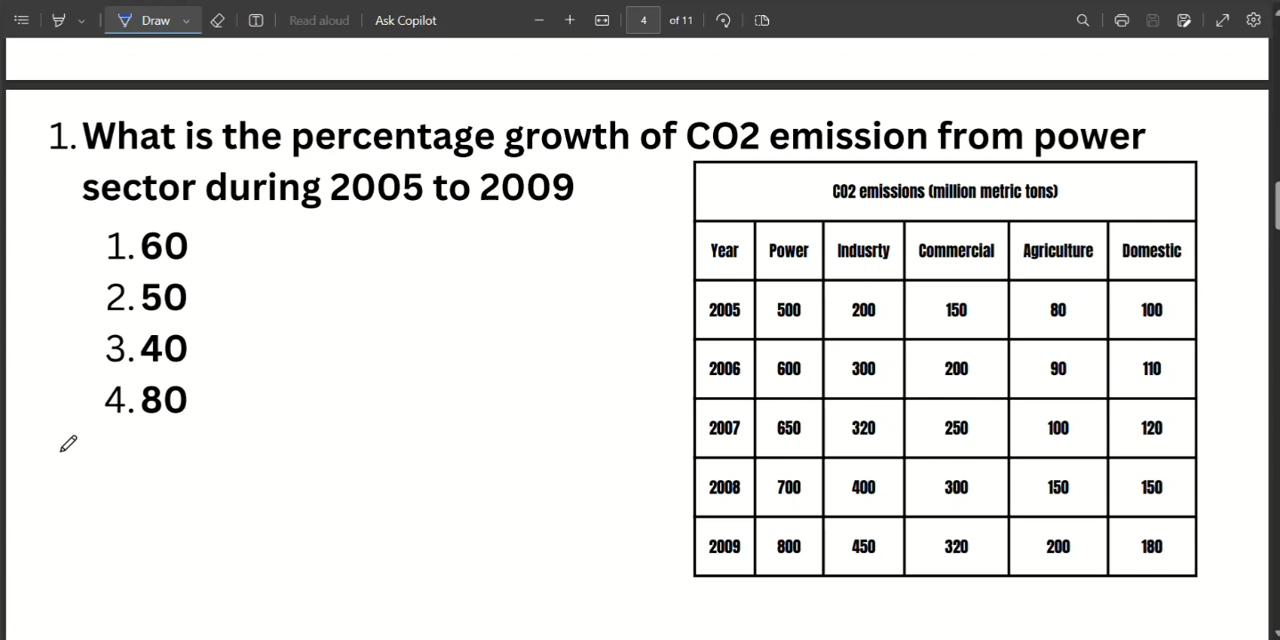 Draw
Read aloud
Ask Copilot
4
of 11
1. What is the percentage growth of CO2 emission from power
sector during 2005 to 2009
1. 60
2. 50
3. 40
4. 80
CO2 emissions (million metric tons)
Year Power Indusrty Commercial Agriculture Domestic
2005 500 200 150 80 100
2006 600 300 200 90 110
2007 650 320 250 100 120
2008 700 400 300 150 150
2009 800 450 320 200 180